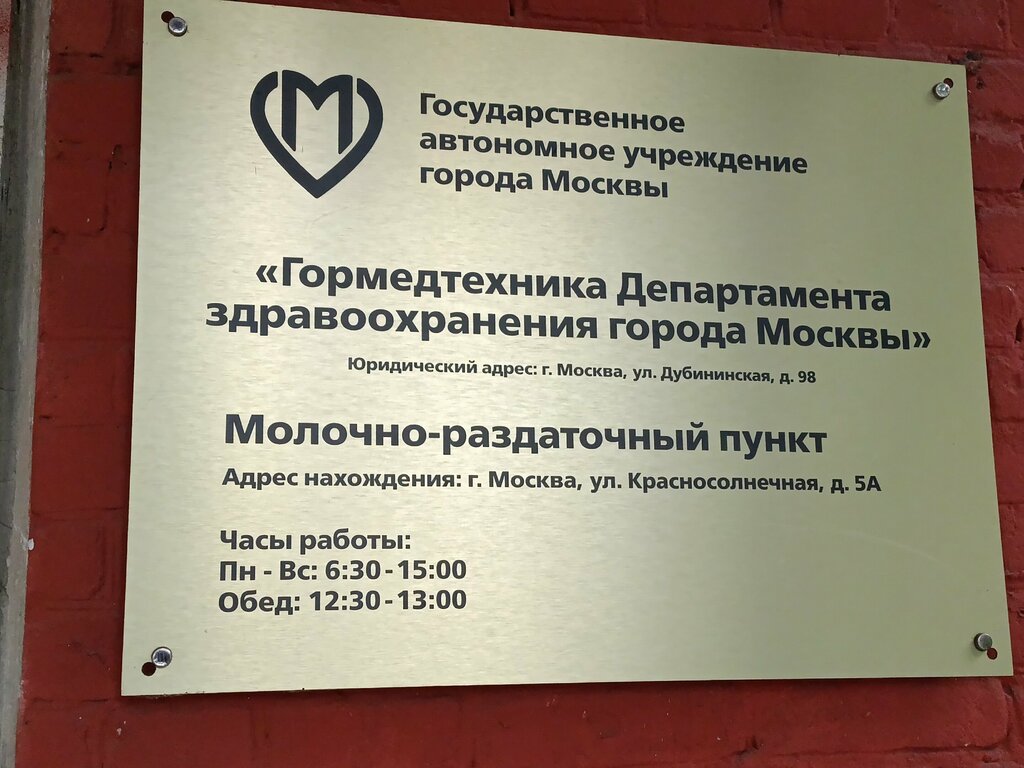 М
Государственное
автономное учреждение
города Москвы
«Гормедтехника Департамента
здравоохранения города Москвы»
Юридический адрес: г. Москва, ул. Дубининская, д. 98
Молочно-раздаточный пункт
Адрес нахождения: г. Москва, ул. Красносолнечная, д. 5А
Часы работы:
Пн - Вс: 6:30 - 15:00
Обед: 12:30 - 13:00